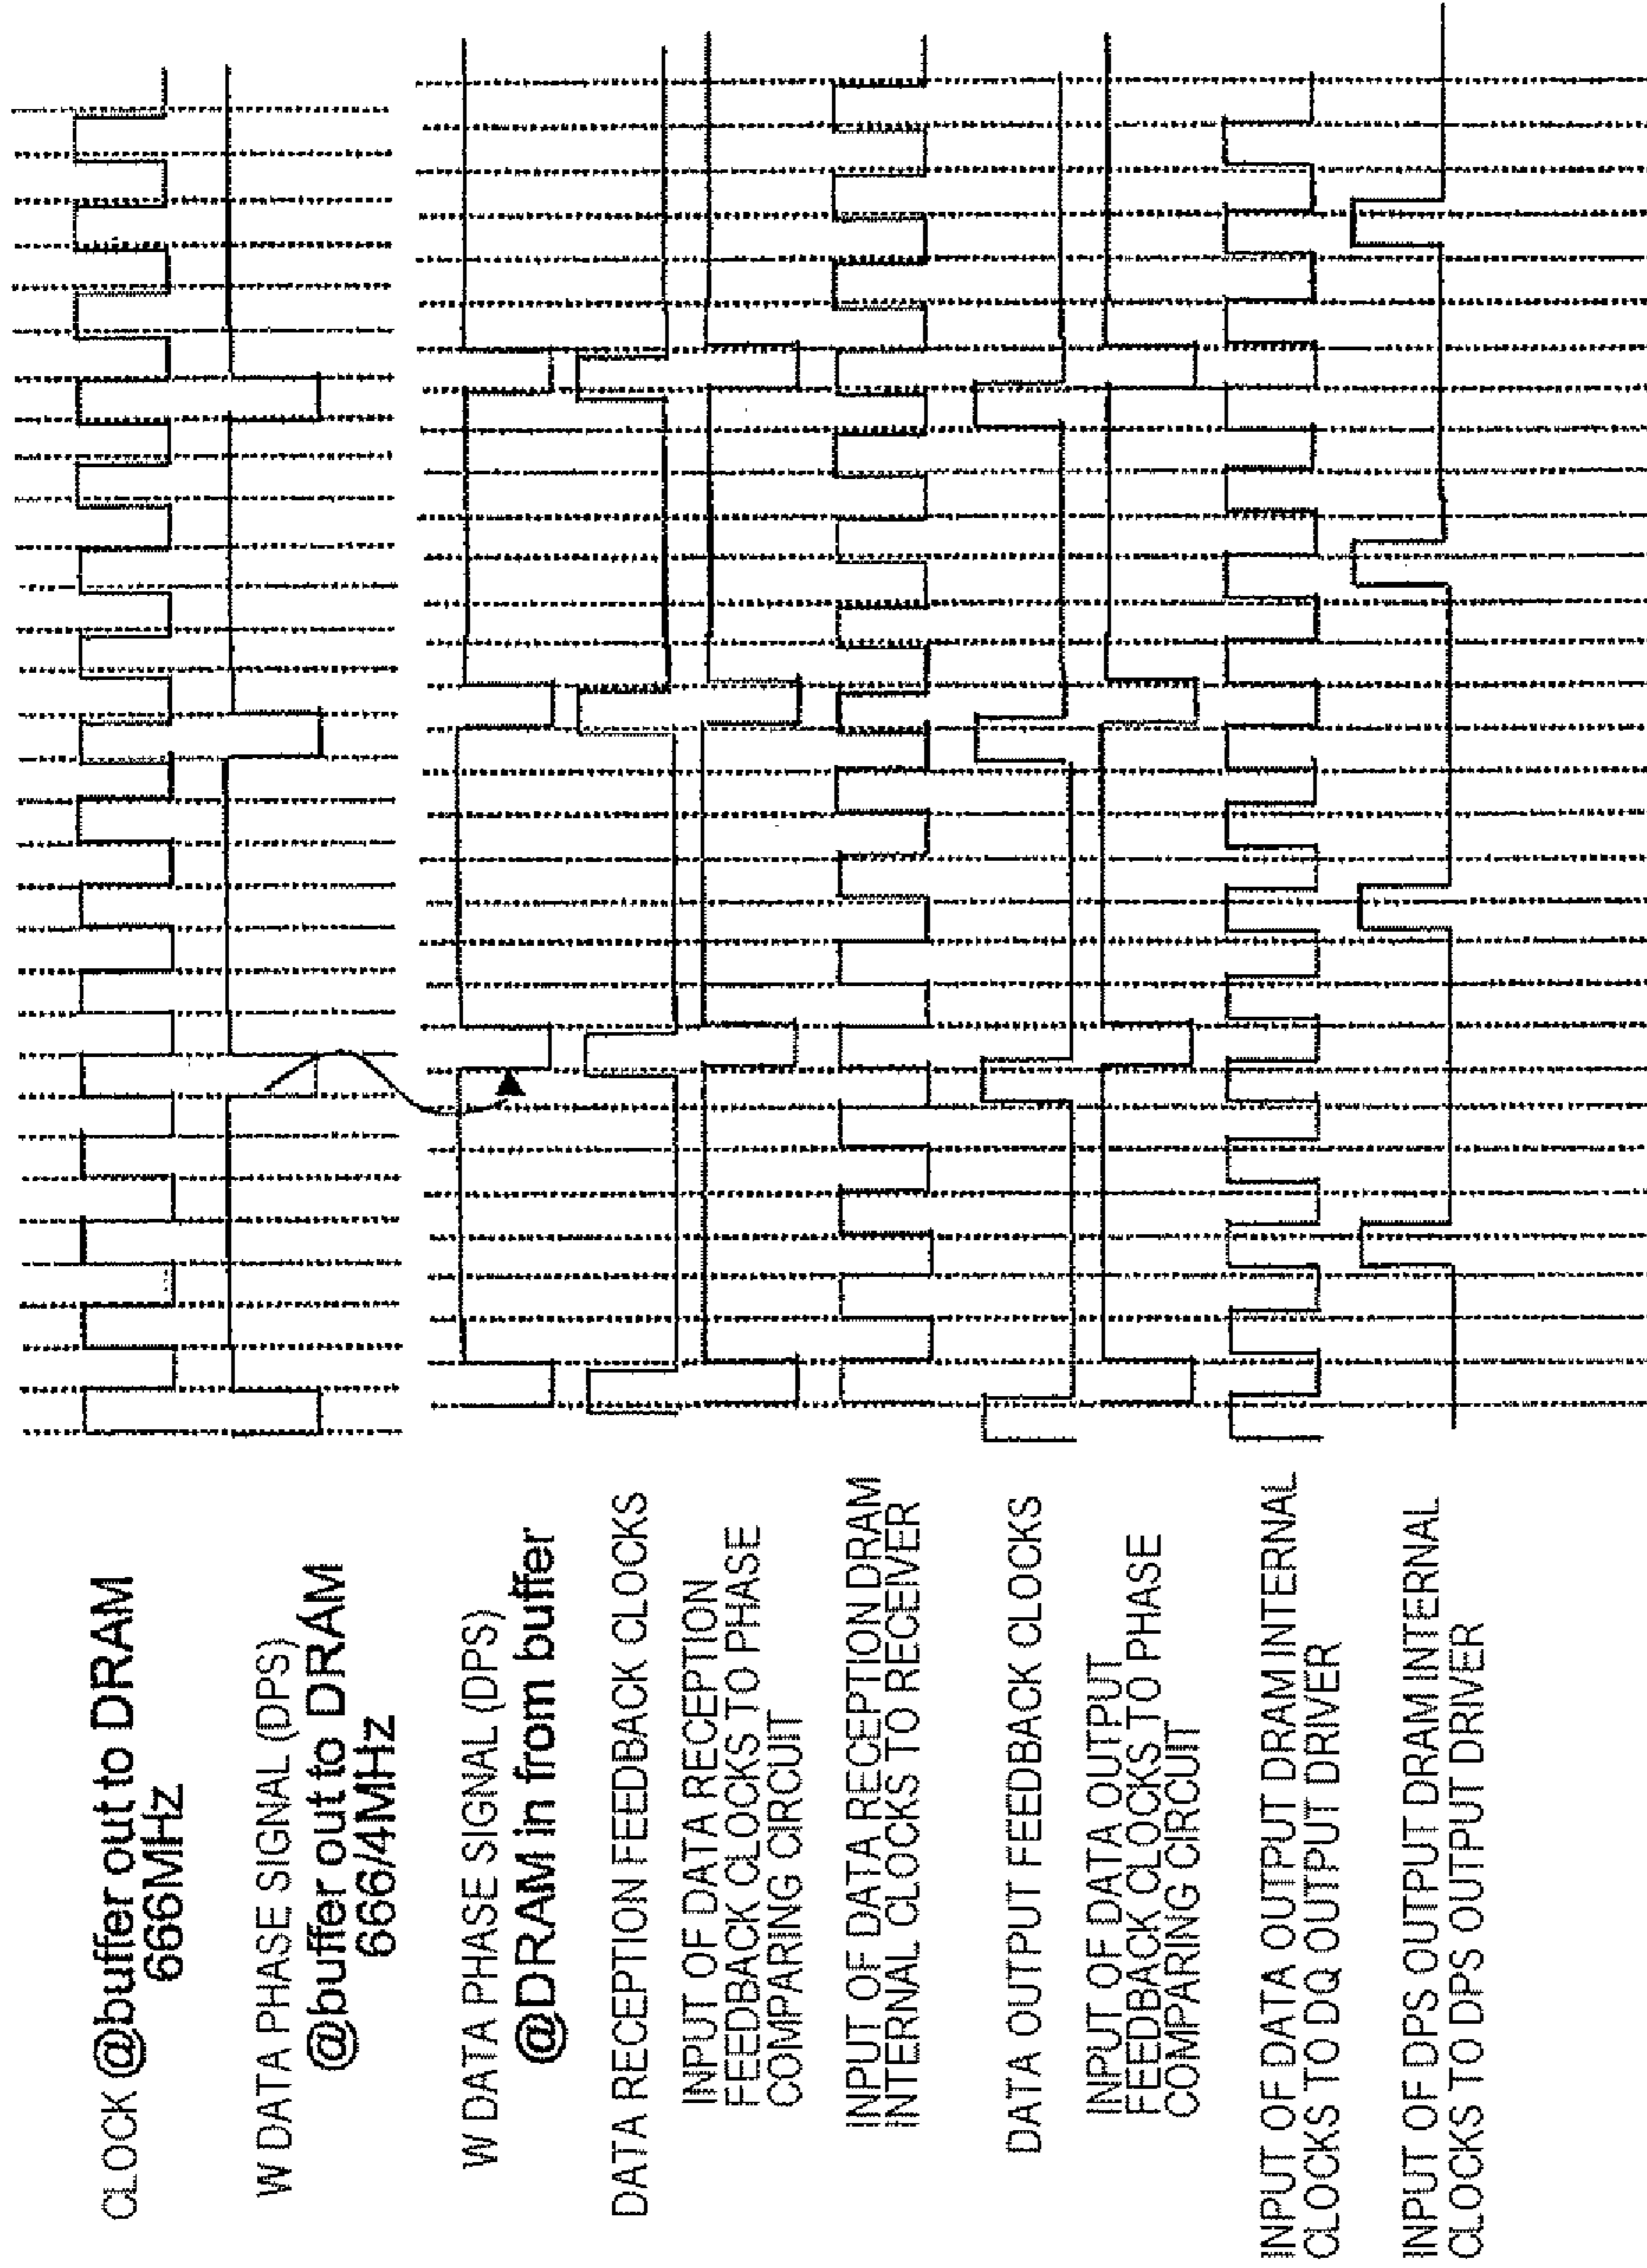 CLOCK @buffer out to DRAM
666MHz
W DATA PHASE SIGNAL (DPS)
@buffer out to DRAM
666/4MHz
W DATA PHASE SIGNAL (DPS)
@DRAM in from buffer
DATA RECEPTION FEEDBACK CLOCKS
INPUT OF DATA RECEPTION
FEEDBACK CLOCKS TO PHASE
COMPARING CIRCUIT
INPUT OF DATA RECEPTION DRAM
INTERNAL CLOCKS TO RECEIVER
DATA OUTPUT FEEDBACK CLOCKS
INPUT OF DATA OUTPUT
FEEDBACK CLOCKS TO PHASE
COMPARING CIRCUIT
INPUT OF DATA OUTPUT DRAM INTERNAL
CLOCKS TO DQ OUTPUT DRIVER
INPUT OF DPS OUTPUT DRAM INTERNAL
CLOCKS TO DPS OUTPUT DRIVER